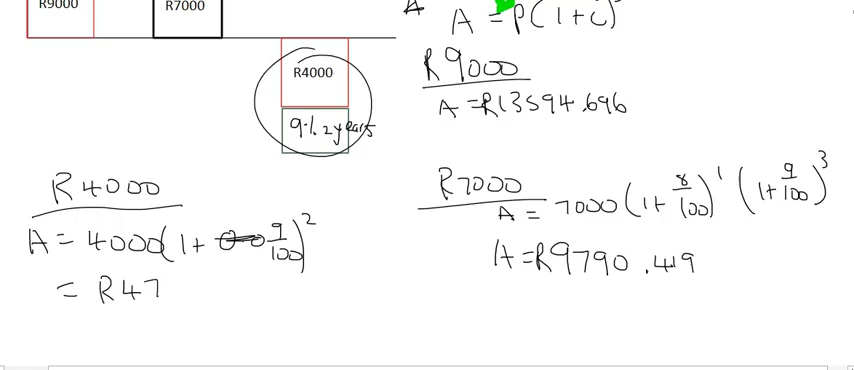 R9000
R7000
A = P(1+i)
R4000
9% 2 years
R9000
A = R13594.696
R4000
A = 4000(1 + 9/100)^2
= R47
R7000
A = 7000(1 + 8/100)^1 (1 + 9/100)^3
A = R9790.419